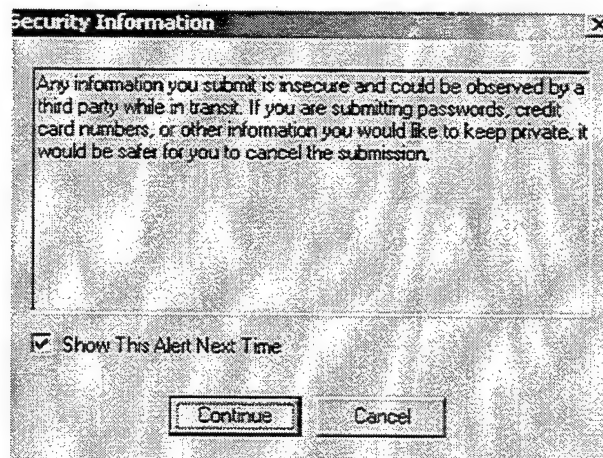 Security Information
Any information you submit is insecure and could be observed by a
third party while in transit. If you are submitting passwords, credit
card numbers, or other information you would like to keep private, it
would be safer for you to cancel the submission.
Show This Alert Next Time
Continue
Cancel